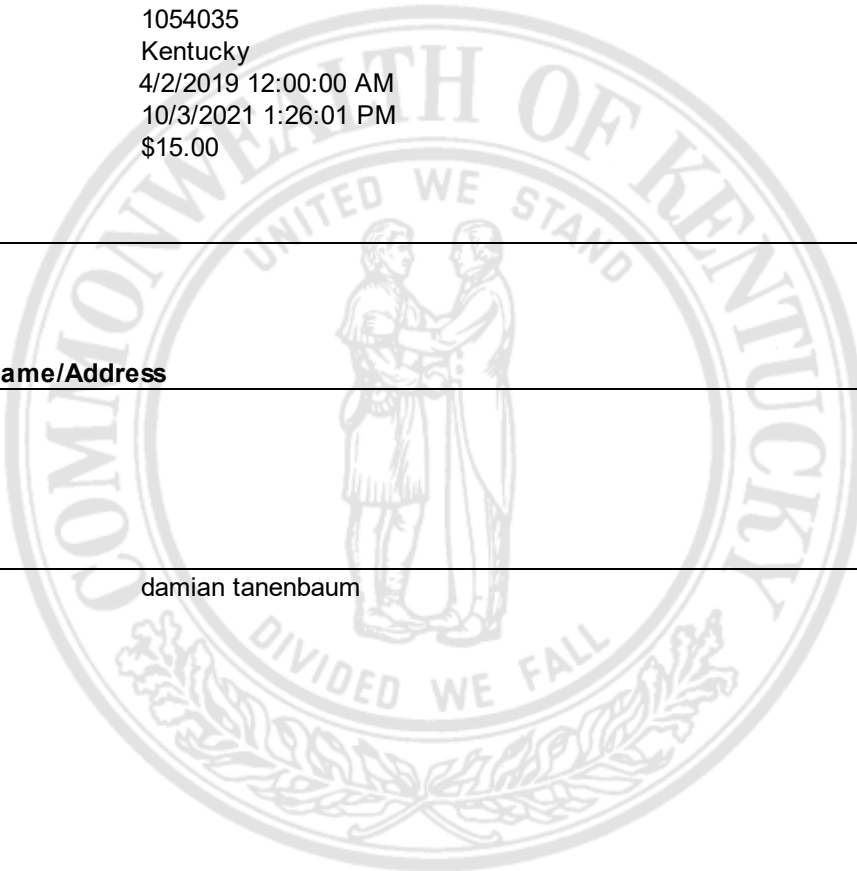 1054035
Kentucky
4/2/2019 12:00:00 AM
10/3/2021 1:26:01 PM
$15.00
COMMONWEALTH OF KENTUCKY
UNITED WE STAND
ame/Address
damian tanenbaum
DIVIDED WE FALL